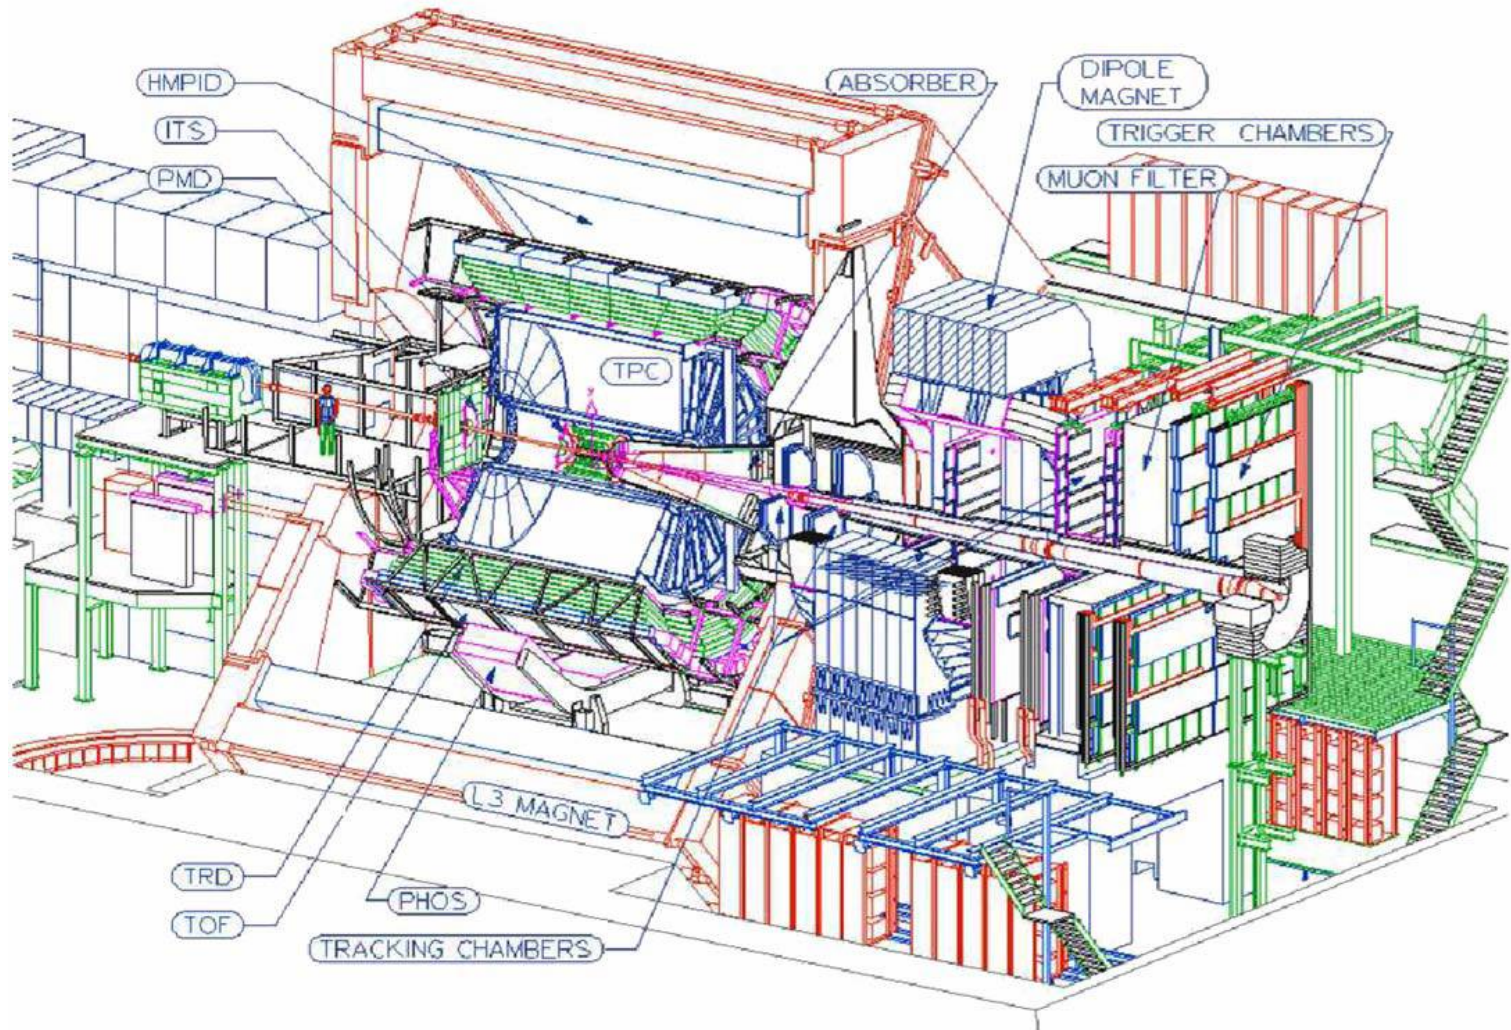 HMPID
ABSORBER
DIPOLE
MAGNET
ITS
TRIGGER CHAMBERS
PMD
MUON FILTER
TPC
L3 MAGNET
TRD
PHOS
TOF
TRACKING CHAMBERS